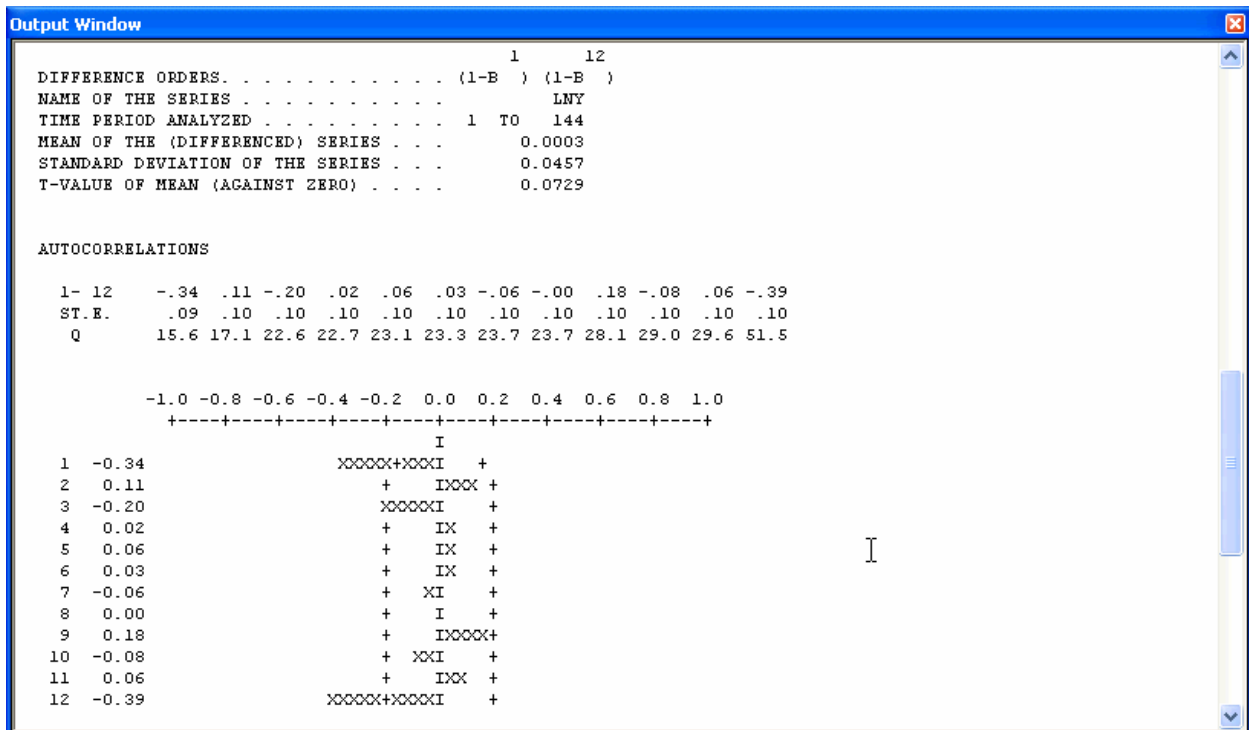 Output Window
                                                            1        12
DIFFERENCE ORDERS. . . . . . . . . . . . (1-B  ) (1-B  )
NAME OF THE SERIES . . . . . . . . . . .            LNY
TIME PERIOD ANALYZED . . . . . . . . . .  1  TO    144
MEAN OF THE (DIFFERENCED) SERIES . . .          0.0003
STANDARD DEVIATION OF THE SERIES . . .          0.0457
T-VALUE OF MEAN (AGAINST ZERO) . . . .          0.0729
AUTOCORRELATIONS
1- 12     -.34  .11 -.20  .02  .06  .03 -.06 -.00  .18 -.08  .06 -.39
ST.E.      .09  .10  .10  .10  .10  .10  .10  .10  .10  .10  .10  .10
Q         15.6 17.1 22.6 22.7 23.1 23.3 23.7 23.7 28.1 29.0 29.6 51.5
-1.0 -0.8 -0.6 -0.4 -0.2  0.0  0.2  0.4  0.6  0.8  1.0
+----+----+----+----+----+----+----+----+----+----+
I
1  -0.34                    XXXXX+XXXI   +
2   0.11                        +    IXXX +
3  -0.20                        XXXXXI    +
4   0.02                        +    IX   +
5   0.06                        +    IX   +
6   0.03                        +    IX   +
7  -0.06                        +   XI    +
8   0.00                        +    I    +
9   0.18                        +    IXXXX+
10  -0.08                        +  XXI    +
11   0.06                        +    IXX  +
12  -0.39                   XXXXX+XXXXI    +